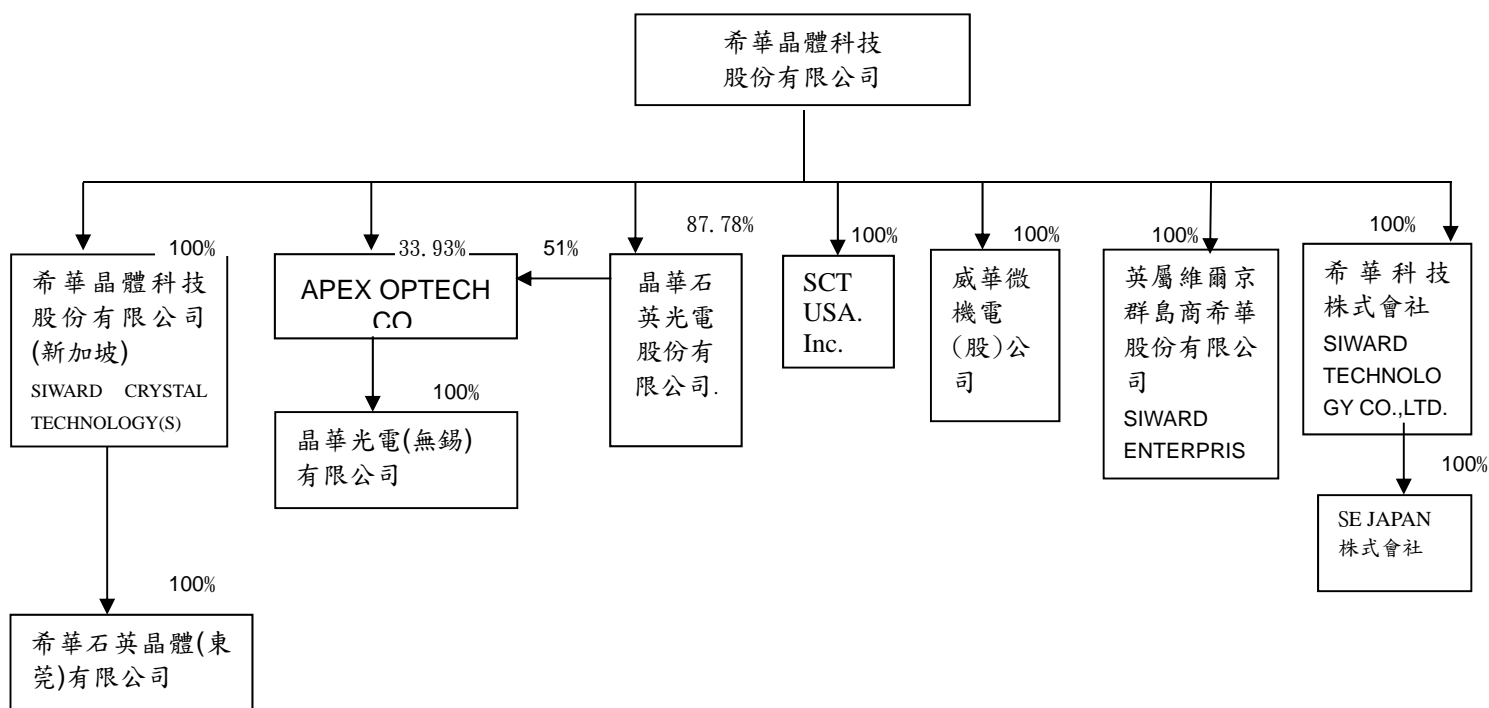 希華晶體科技
股份有限公司
100%
33.93%
51%
87.78%
100%
100%
100%
100%
希華晶體科技
股份有限公司
(新加坡)
SIWARD CRYSTAL
TECHNOLOGY(S)
APEX OPTECH
CO
晶華石
英光電
股份有
限公司.
SCT
USA.
Inc.
威華微
機電
(股)公
司
英屬維爾京
群島商希華
股份有限公
司
SIWARD
ENTERPRIS
希華科技
株式會社
SIWARD
TECHNOLO
GY CO.,LTD.
100%
晶華光電(無錫)
有限公司
100%
SE JAPAN
株式會社
100%
希華石英晶體(東
莞)有限公司